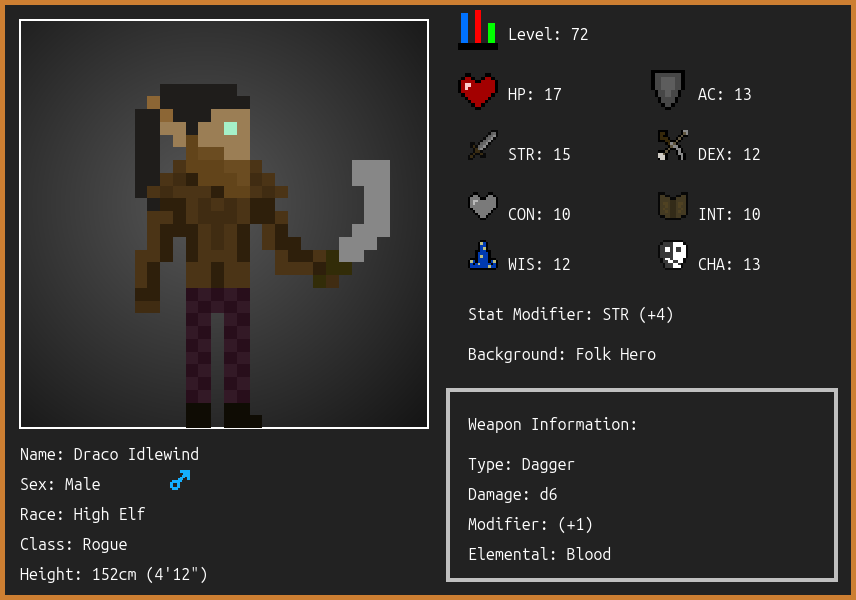 Level: 72
HP: 17
AC: 13
STR: 15
DEX: 12
CON: 10
INT: 10
WIS: 12
CHA: 13
Stat Modifier: STR (+4)
Background: Folk Hero
Weapon Information:
Type: Dagger
Damage: d6
Modifier: (+1)
Elemental: Blood
Name: Draco Idlewind
Sex: Male
Race: High Elf
Class: Rogue
Height: 152cm (4'12")